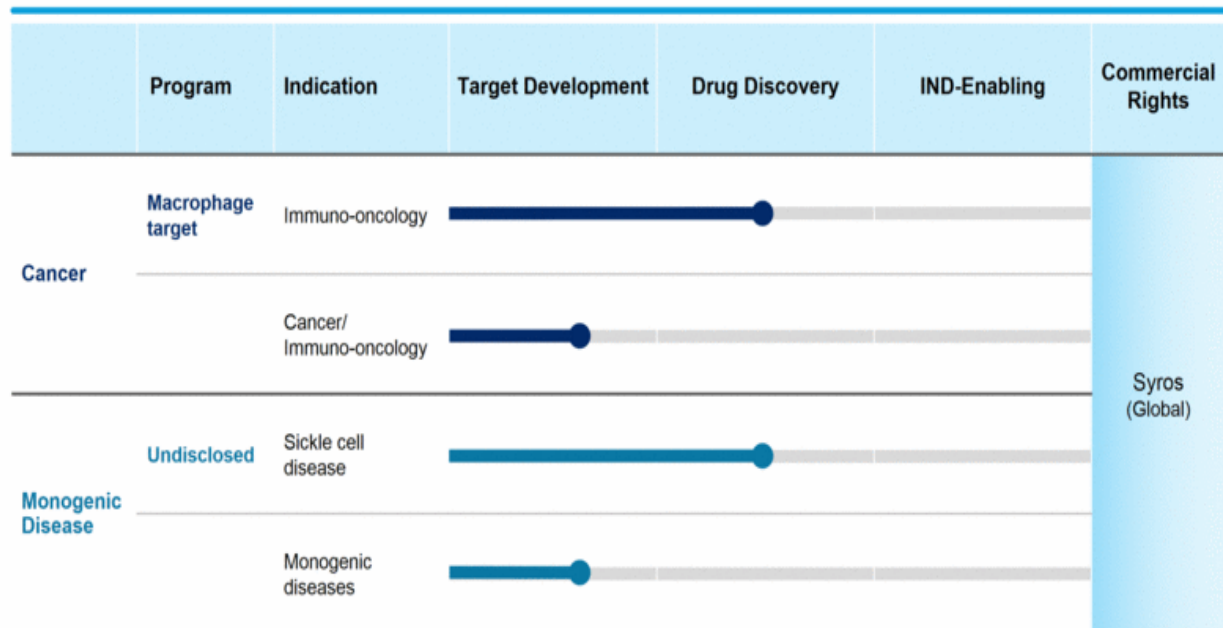 Program
Indication
Target Development
Drug Discovery
IND-Enabling
Commercial
Rights
Cancer
Macrophage
target
Immuno-oncology
Cancer/
Immuno-oncology
Monogenic
Disease
Undisclosed
Sickle cell
disease
Monogenic
diseases
Syros
(Global)